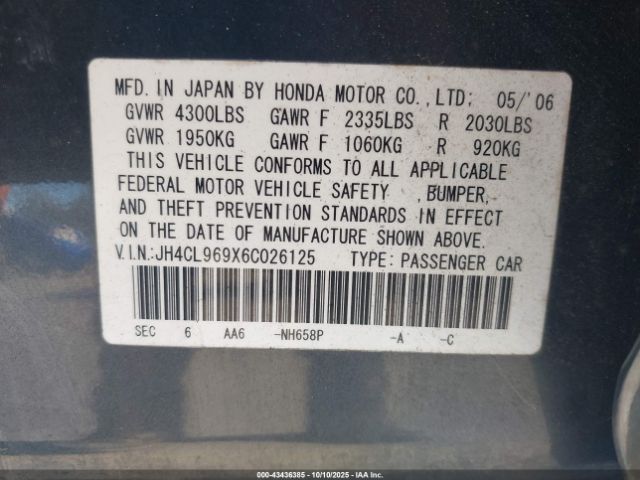 MFD. IN JAPAN BY HONDA MOTOR CO., LTD: 05/'06
GVWR 4300LBS GAWR F 2335LBS R 2030LBS
GVWR 1950KG GAWR F 1060KG R 920KG
THIS VEHICLE CONFORMS TO ALL APPLICABLE
FEDERAL MOTOR VEHICLE SAFETY ,BUMPER,
AND THEFT PREVENTION STANDARDS IN EFFECT
ON THE DATE OF MANUFACTURE SHOWN ABOVE.
V.I.N:JH4CL969X6C026125 TYPE: PASSENGER CAR
SEC 6 AA6 -NH658P -A -C
000-43436385 - 10/10/2025 - IAA Inc.